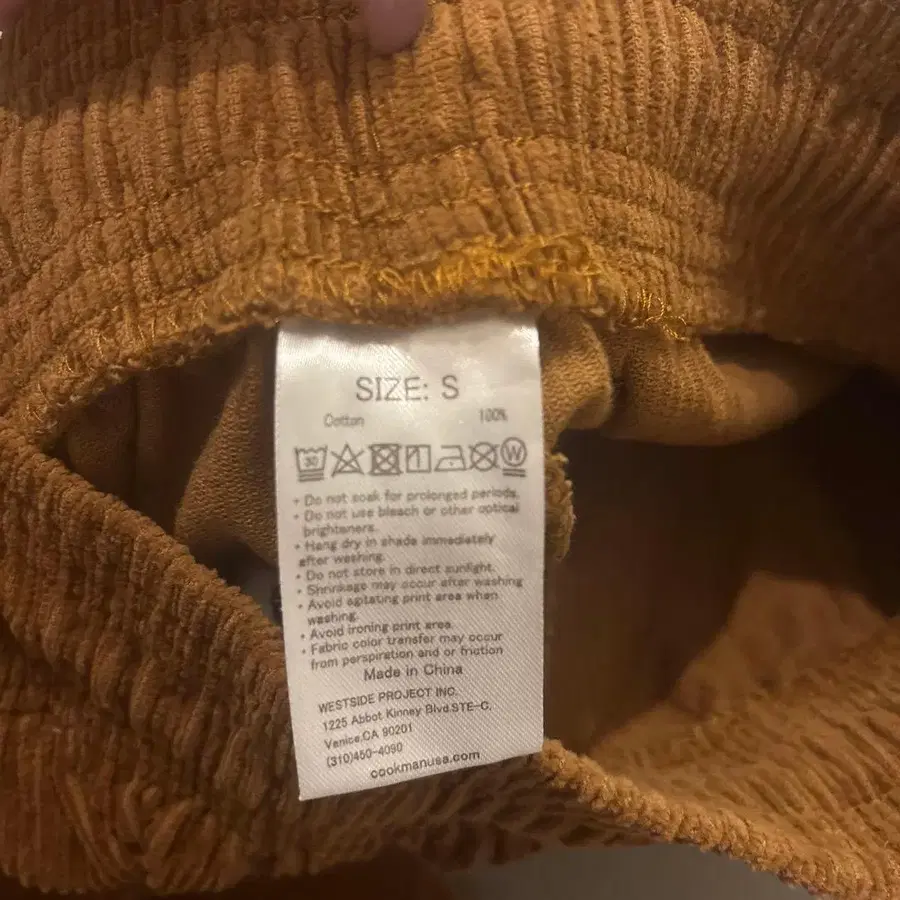 SIZE: S
Cotton 100%
30 W
• Do not soak for prolonged periods.
• Do not use bleach or other optical
brighteners.
• Hang dry in shade immediately
after washing.
• Do not store in direct sunlight.
• Shrinkage may occur after washing
• Avoid agitating print area when
washing.
• Avoid ironing print area.
• Fabric color transfer may occur
from perspiration and or friction
Made in China
WESTSIDE PROJECT INC.
1225 Abbot Kinney Blvd.STE-C.
Venice,CA 90201
(310)450-4090
cookmanusa.com